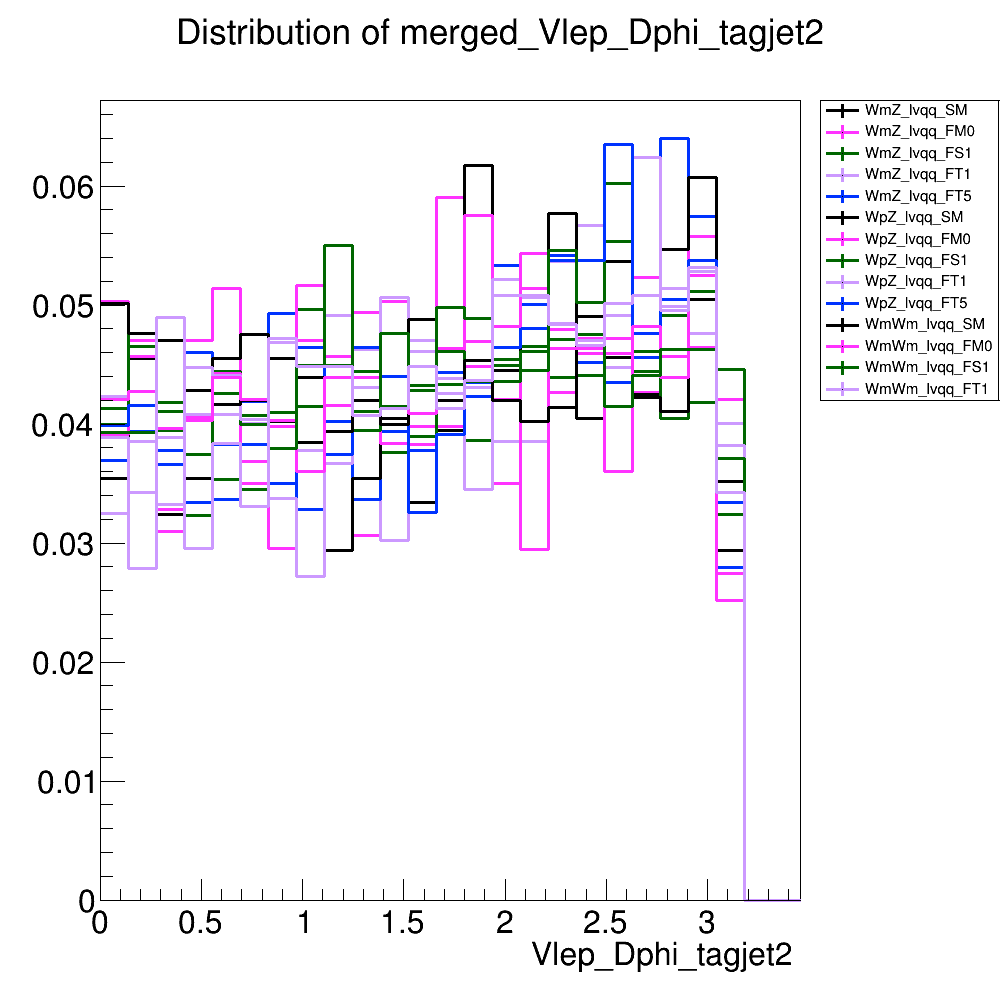 Distribution of merged_Vlep_Dphi_tagjet2
WmZ_lvqq_SM
WmZ_lvqq_FM0
WmZ_lvqq_FS1
WmZ_lvqq_FT1
WmZ_lvqq_FT5
WpZ_lvqq_SM
WpZ_lvqq_FM0
WpZ_lvqq_FS1
WpZ_lvqq_FT1
WpZ_lvqq_FT5
WmWm_lvqq_SM
WmWm_lvqq_FM0
WmWm_lvqq_FS1
WmWm_lvqq_FT1
0.06
0.05
0.04
0.03
0.02
0.01
0
0 0.5 1 1.5 2 2.5 3
Vlep_Dphi_tagjet2